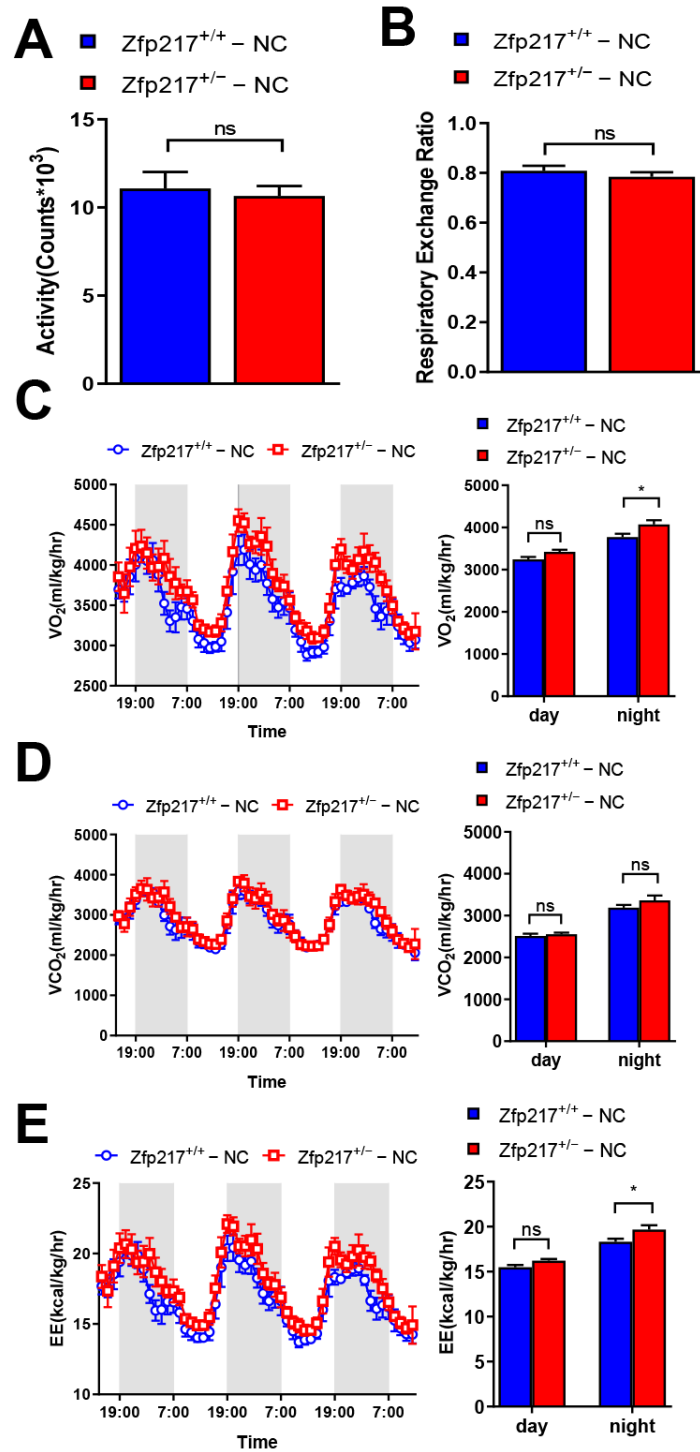 A
Zfp217+/+ – NC
Zfp217+/– – NC
Activity(Counts*10^3)
15
10
5
0
ns
B
Zfp217+/+ – NC
Zfp217+/– – NC
Respiratory Exchange Ratio
1.0
0.8
0.6
0.4
0.2
0.0
ns
C
Zfp217+/+ – NC Zfp217+/– – NC
VO2(ml/kg/hr)
5000
4500
4000
3500
3000
2500
19:00 7:00 19:00 7:00 19:00 7:00
Time
Zfp217+/+ – NC
Zfp217+/– – NC
VO2(ml/kg/hr)
5000
4000
3000
2000
1000
0
ns
*
day night
D
Zfp217+/+ – NC Zfp217+/– – NC
VCO2(ml/kg/hr)
5000
4000
3000
2000
1000
0
19:00 7:00 19:00 7:00 19:00 7:00
Time
Zfp217+/+ – NC
Zfp217+/– – NC
VCO2(ml/kg/hr)
5000
4000
3000
2000
1000
0
ns
ns
day night
E
Zfp217+/+ – NC Zfp217+/– – NC
EE(kcal/kg/hr)
25
20
15
10
19:00 7:00 19:00 7:00 19:00 7:00
Time
Zfp217+/+ – NC
Zfp217+/– – NC
EE(kcal/kg/hr)
25
20
15
10
5
0
ns
*
day night